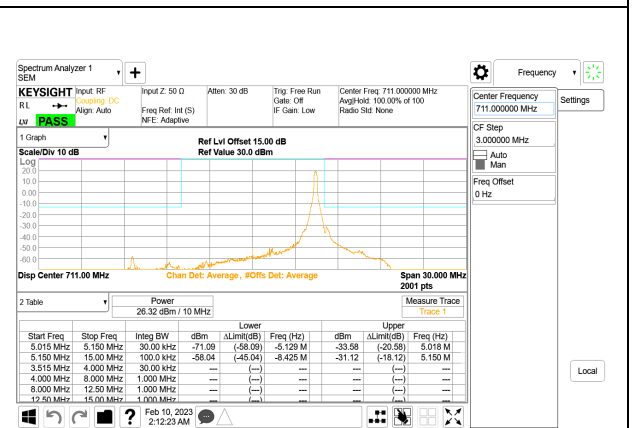 Spectrum Analyzer 1
SEM
+
Frequency
KEYSIGHT Input: RF Input Z: 50 Ω Atten: 30 dB Trig: Free Run Center Freq: 711.000000 MHz
RL Coupling: DC Gate: Off Avg|Hold: 100.00% of 100
Align: Auto Freq Ref: Int (S) IF Gain: Low Radio Std: None
LXI PASS NFE: Adaptive
Center Frequency
711.000000 MHz
Settings
CF Step
3.000000 MHz
Auto
Man
Freq Offset
0 Hz
1 Graph
Ref Lvl Offset 15.00 dB
Scale/Div 10 dB Ref Value 30.0 dBm
Log
20.0
10.0
0.00
-10.0
-20.0
-30.0
-40.0
-50.0
-60.0
Disp Center 711.00 MHz Chan Det: Average , #Offs Det: Average Span 30.000 MHz
2001 pts
2 Table Power Measure Trace
26.32 dBm / 10 MHz Trace 1
Lower Upper
Start Freq Stop Freq Integ BW dBm ΔLimit(dB) Freq (Hz) dBm ΔLimit(dB) Freq (Hz)
5.015 MHz 5.150 MHz 30.00 kHz -71.09 (-58.09) -5.129 M -33.58 (-20.58) 5.018 M
5.150 MHz 15.00 MHz 100.0 kHz -58.04 (-45.04) -8.425 M -31.12 (-18.12) 5.150 M
3.515 MHz 4.000 MHz 30.00 kHz --- (---) --- --- (---) ---
4.000 MHz 8.000 MHz 1.000 MHz --- (---) --- --- (---) ---
8.000 MHz 12.50 MHz 1.000 MHz --- (---) --- --- (---) ---
12.50 MHz 15.00 MHz 1.000 MHz --- (---) --- --- (---) ---
Local
? Feb 10, 2023
2:12:23 AM